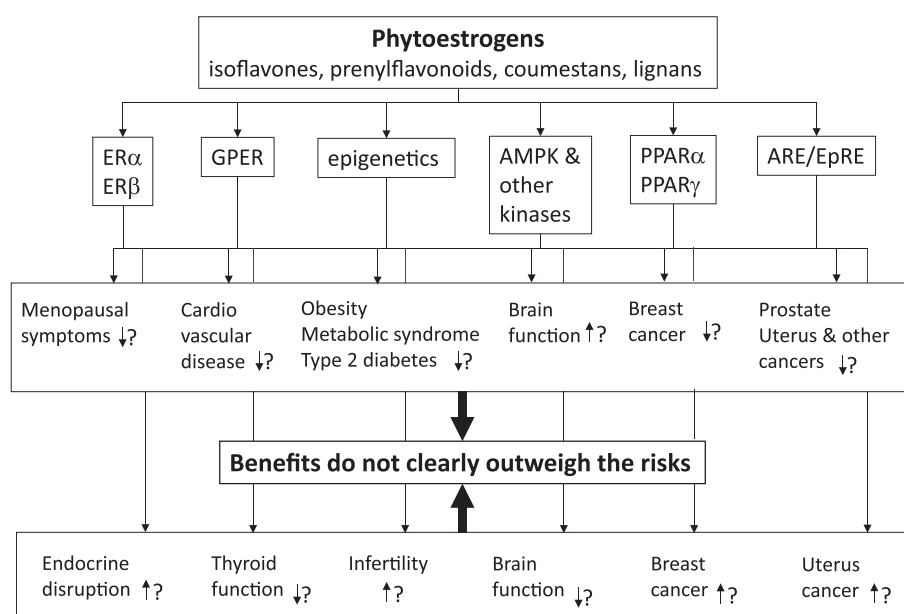 Phytoestrogens
isoflavones, prenylflavonoids, coumestans, lignans
ERα
ERβ
GPER
epigenetics
AMPK &
other
kinases
PPARα
PPARγ
ARE/EpRE
Menopausal
symptoms ↓?
Cardio
vascular
disease ↓?
Obesity
Metabolic syndrome
Type 2 diabetes ↓?
Brain
function ↑?
Breast
cancer ↓?
Prostate
Uterus & other
cancers ↓?
Benefits do not clearly outweigh the risks
Endocrine
disruption ↑?
Thyroid
function ↓?
Infertility
↑?
Brain
function ↓?
Breast
cancer ↑?
Uterus
cancer ↑?